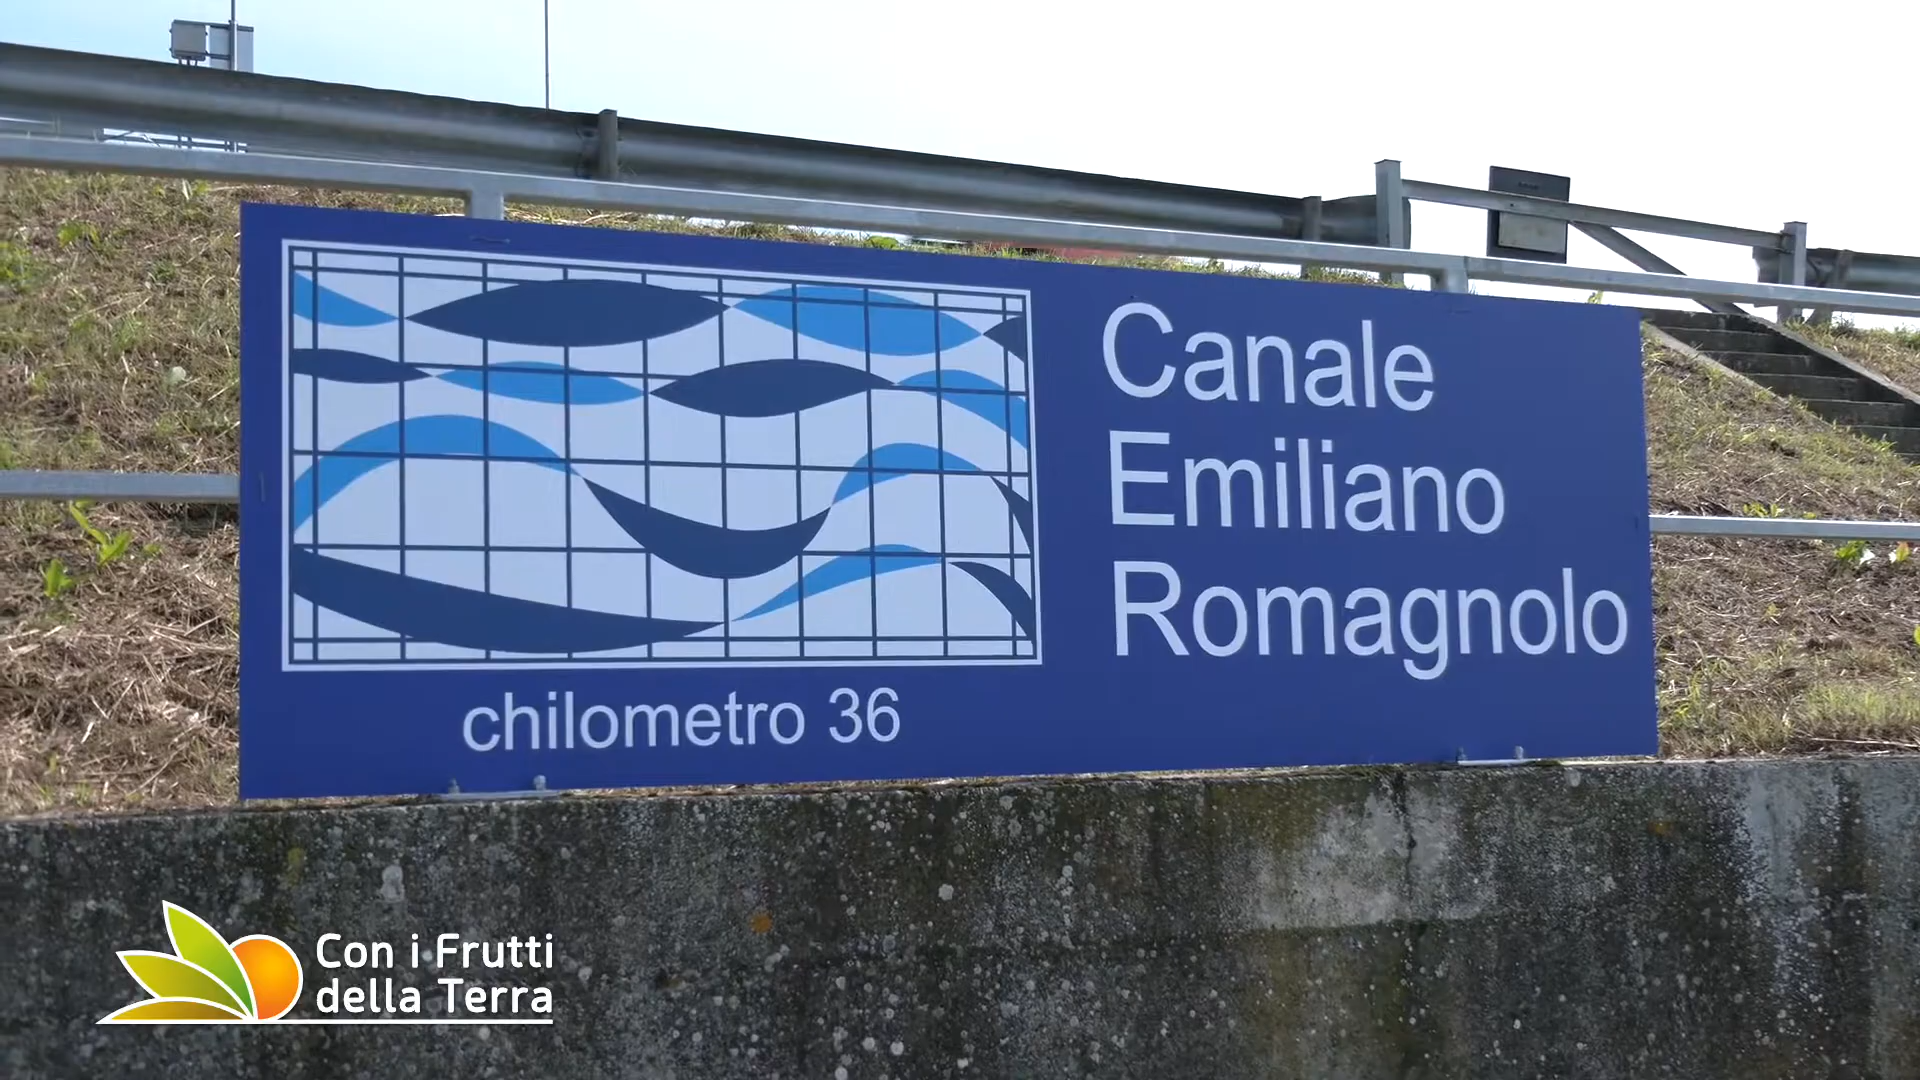 Canale
Emiliano
Romagnolo
chilometro 36
Con i Frutti
della Terra